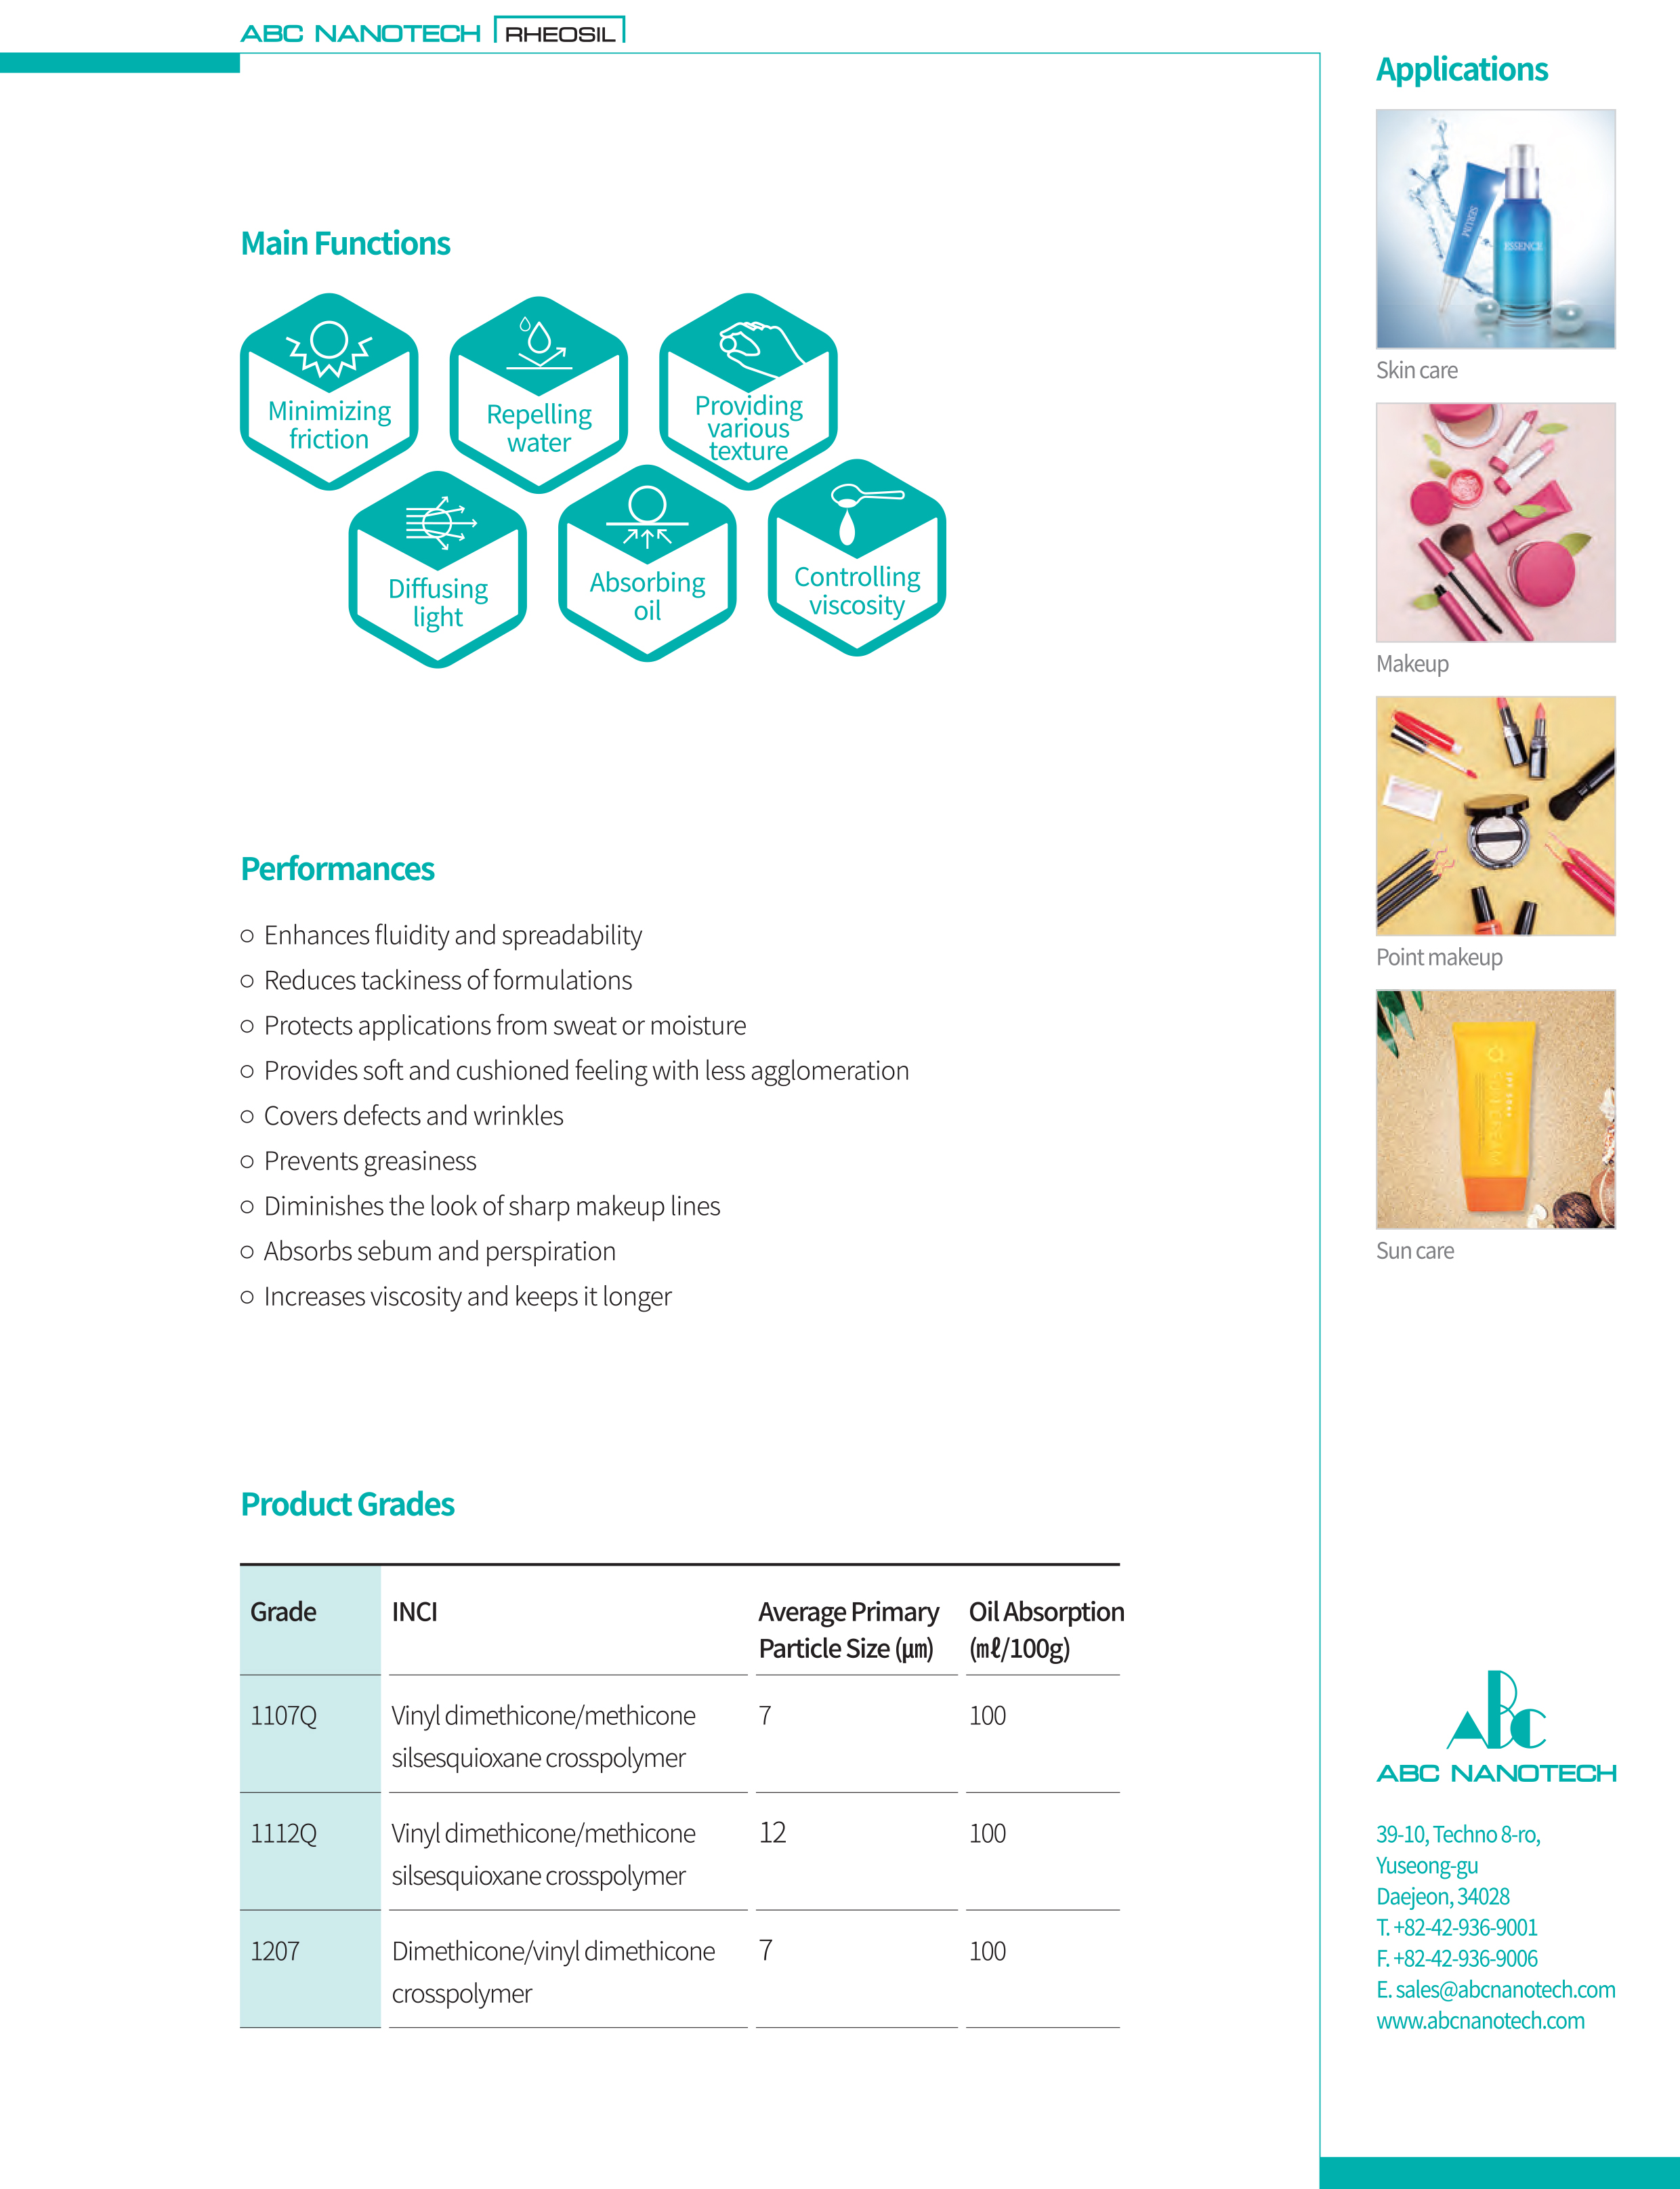 ABC NANOTECH RHEOSIL
Main Functions
Minimizing
friction
Repelling
water
Providing
various
texture
Diffusing
light
Absorbing
oil
Controlling
viscosity
Performances
Enhances fluidity and spreadability
Reduces tackiness of formulations
Protects applications from sweat or moisture
Provides soft and cushioned feeling with less agglomeration
Covers defects and wrinkles
Prevents greasiness
Diminishes the look of sharp makeup lines
Absorbs sebum and perspiration
Increases viscosity and keeps it longer
Product Grades
Grade INCI Average Primary Oil Absorption
Particle Size (㎛) (㎖/100g)
1107Q Vinyl dimethicone/methicone 7 100
silsesquioxane crosspolymer
1112Q Vinyl dimethicone/methicone 12 100
silsesquioxane crosspolymer
1207 Dimethicone/vinyl dimethicone 7 100
crosspolymer
Applications
SERUM
ESSENCE
Skin care
Makeup
Point makeup
Sun care
ABC
ABC NANOTECH
39-10, Techno 8-ro,
Yuseong-gu
Daejeon, 34028
T. +82-42-936-9001
F. +82-42-936-9006
E. sales@abcnanotech.com
www.abcnanotech.com